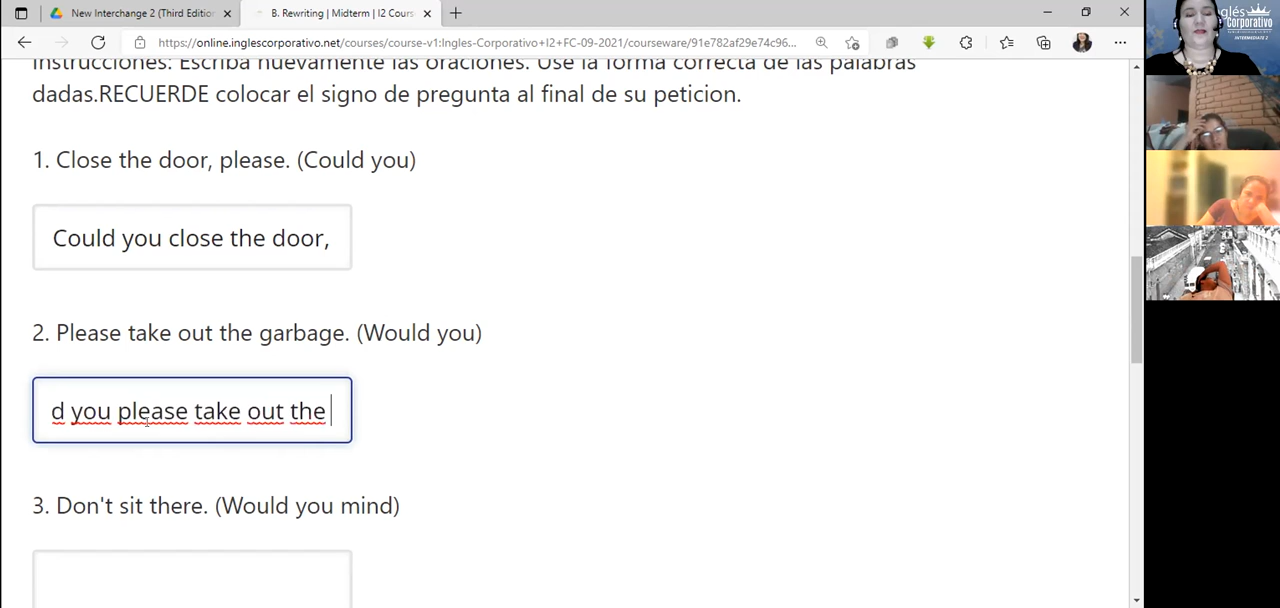 New Interchange 2 (Third Edition
B. Rewriting | Midterm | I2 Cours
https://online.inglescorporativo.net/courses/course-v1:Ingles-Corporativo+I2+FC-09-2021/courseware/91e782af29e74c96...
Instrucciones: Escriba nuevamente las oraciones. Use la forma correcta de las palabras
dadas.RECUERDE colocar el signo de pregunta al final de su peticion.
1. Close the door, please. (Could you)
Could you close the door,
2. Please take out the garbage. (Would you)
d you please take out the
3. Don't sit there. (Would you mind)
glés
Corporativo
INTERMEDIATE 2